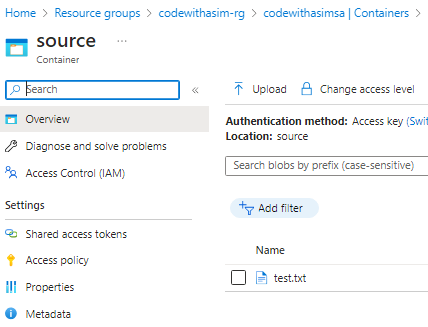 Home > Resource groups > codewithasim-rg > codewithasimsa | Containers >
source ...
Container
Search «
Overview
Diagnose and solve problems
Access Control (IAM)
Settings
Shared access tokens
Access policy
Properties
Metadata
Upload Change access level
Authentication method: Access key (Swit
Location: source
Search blobs by prefix (case-sensitive)
Add filter
Name
test.txt